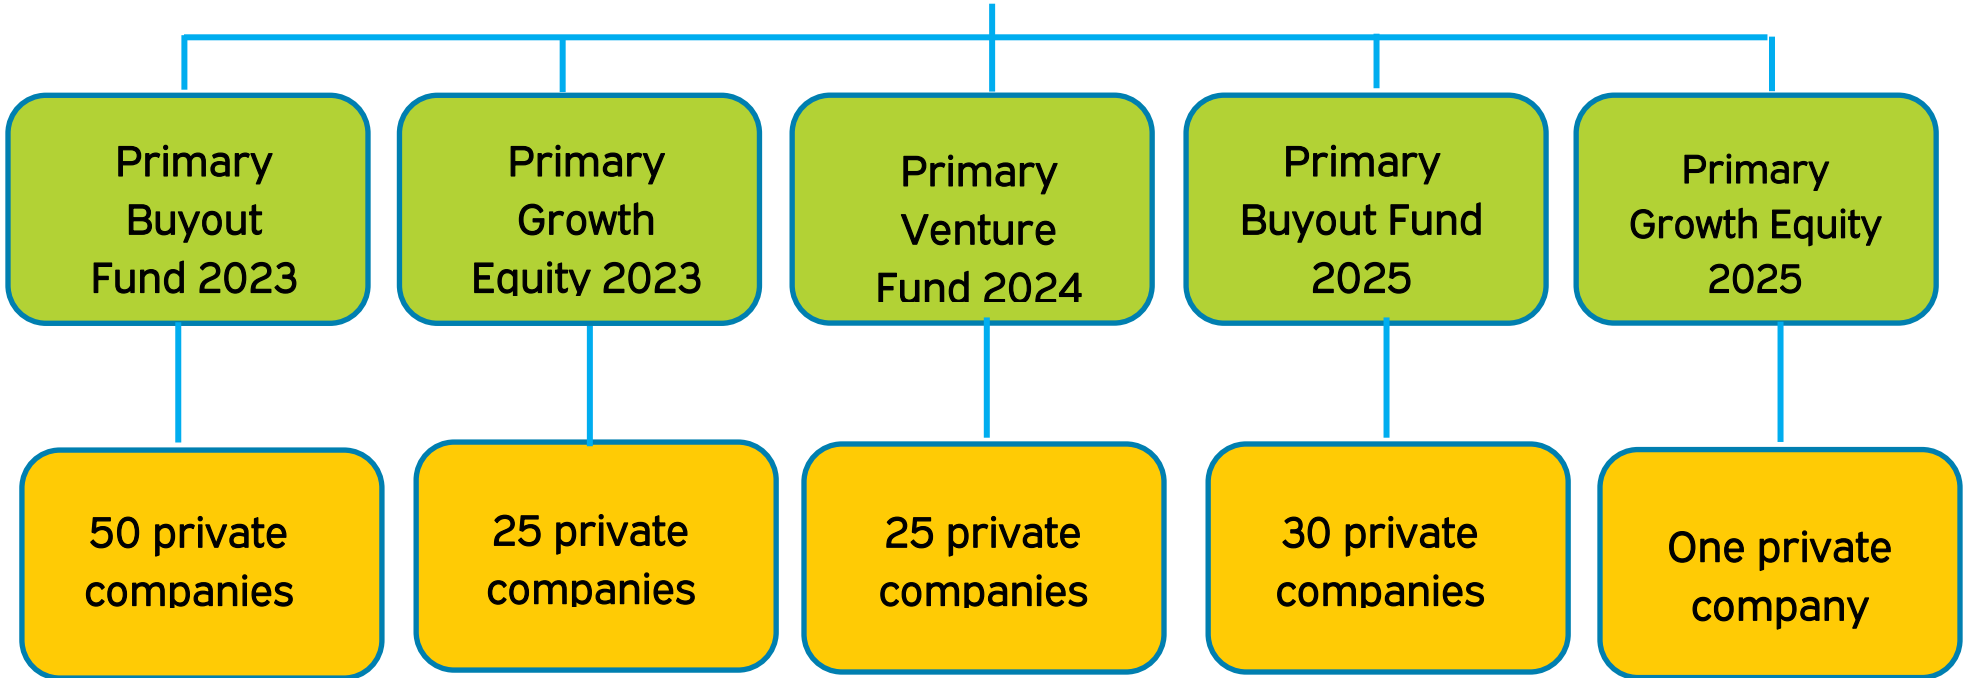 Primary
Buyout
Fund 2023
Primary
Growth
Equity 2023
Primary
Venture
Fund 2024
Primary
Buyout Fund
2025
Primary
Growth Equity
2025
50 private
companies
25 private
companies
25 private
companies
30 private
companies
One private
company